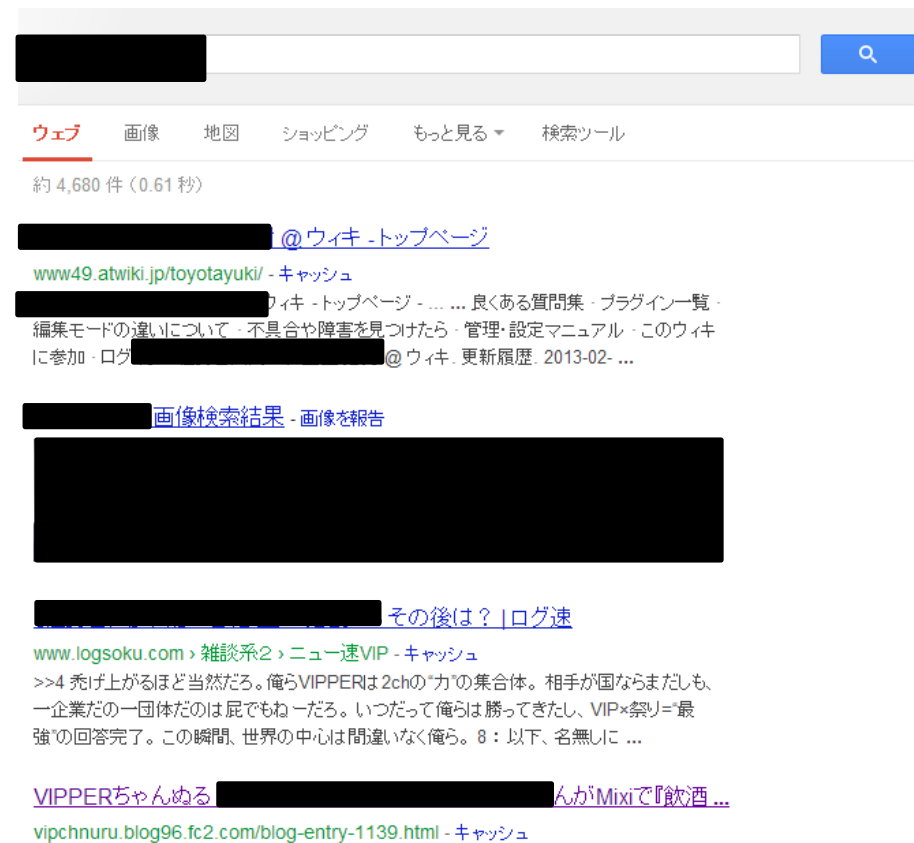 ウェブ 画像 地図 ショッピング もっと見る 検索ツール
約 4,680 件 (0.61 秒)
@ ウィキ - トップページ
www49.atwiki.jp/toyotayuki/ - キャッシュ
ウィキ - トップページ - ... ... 良くある質問集 · プラグイン一覧 ·
編集モードの違いについて · 不具合や障害を見つけたら · 管理・設定マニュアル · このウィキ
に参加 · ログ @ ウィキ. 更新履歴. 2013-02- ...
画像検索結果 - 画像を報告
その後は？ | ログ速
www.logsoku.com › 雑談系２ › ニュー速VIP - キャッシュ
>>4 禿げ上がるほど当然だろ。俺らVIPPERは2chの“力”の集合体。相手が国ならまだしも、
一企業だの一団体だのは屁でもねーだろ。いつだって俺らは勝ってきたし、VIP×祭り=“最
強”の回答完了。この瞬間、世界の中心は間違いなく俺ら。 8 ： 以下、名無しに ...
VIPPERちゃんぬる んがMixiで『飲酒 ...
vipchnuru.blog96.fc2.com/blog-entry-1139.html - キャッシュ